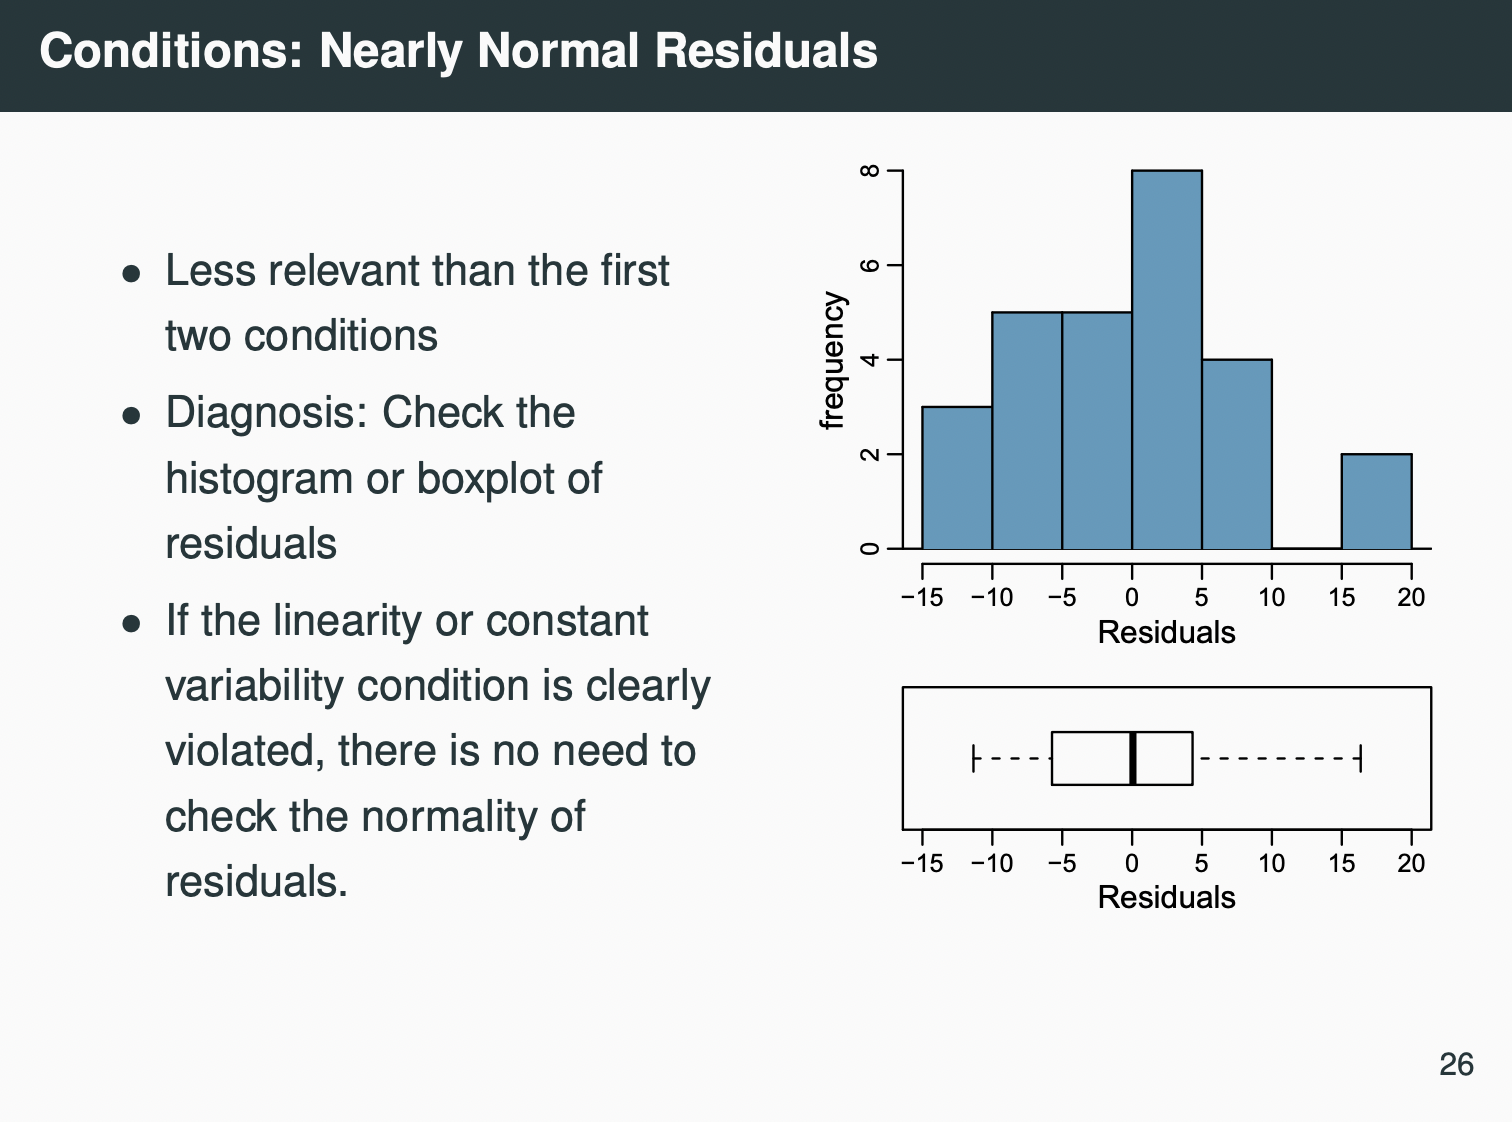 Conditions: Nearly Normal Residuals
• Less relevant than the first
two conditions
• Diagnosis: Check the
histogram or boxplot of
residuals
• If the linearity or constant
variability condition is clearly
violated, there is no need to
check the normality of
residuals.
frequency
8
6
4
2
0
−15 −10 −5 0 5 10 15 20
Residuals
−15 −10 −5 0 5 10 15 20
Residuals
26